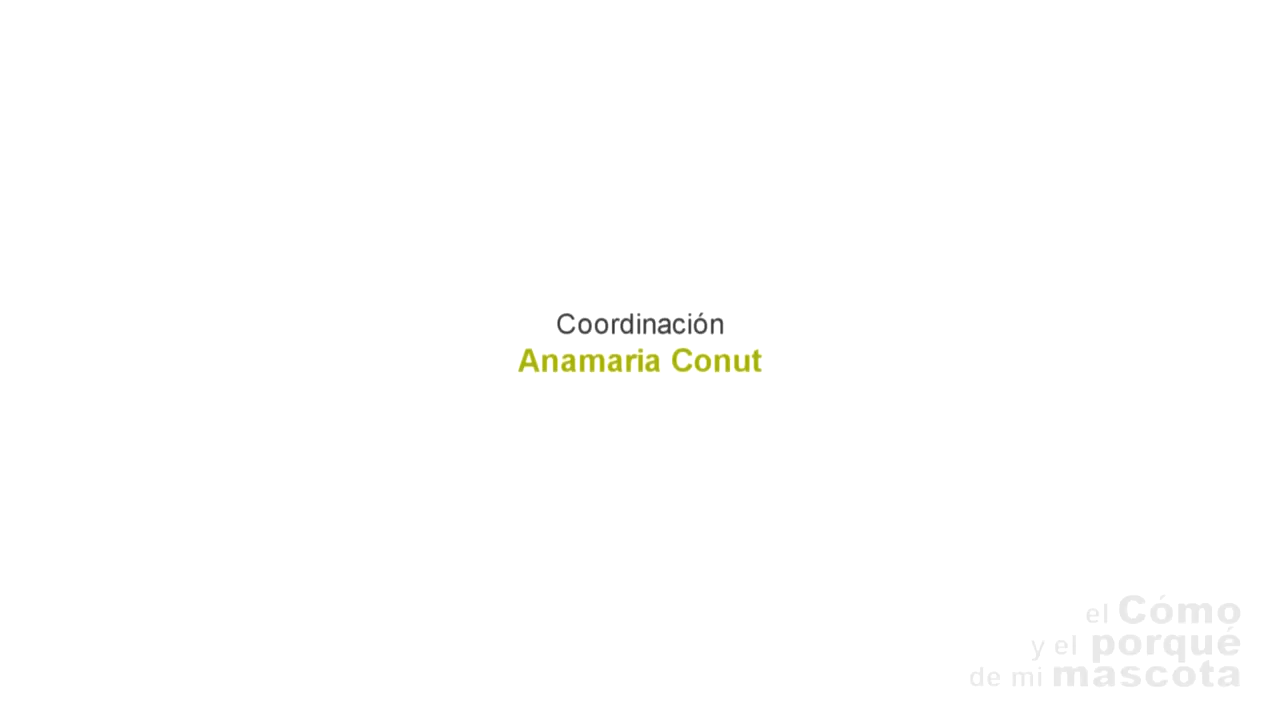 Coordinación
Anamaria Conut
el Cómo
y el porqué
de mi mascota